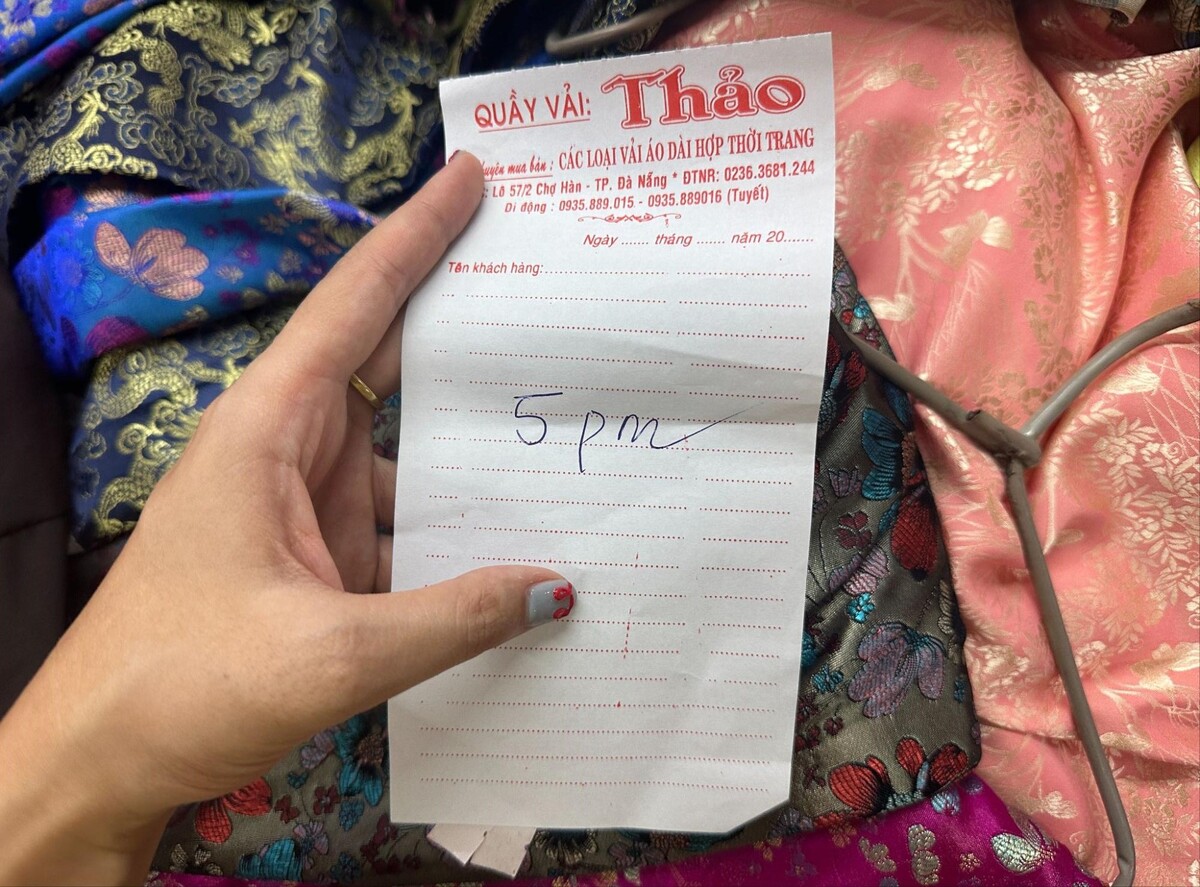 QUẦY VẢI: Thảo
mua bán : CÁC LOẠI VẢI ÁO DÀI HỢP THỜI TRANG
Lô 57/2 Chợ Hàn - TP. Đà Nẵng * ĐTNR: 0236.3681.244
Di động : 0935.889.015 - 0935.889016 (Tuyết)
Ngày ....... tháng ....... năm 20.......
Tên khách hàng:
5 pm